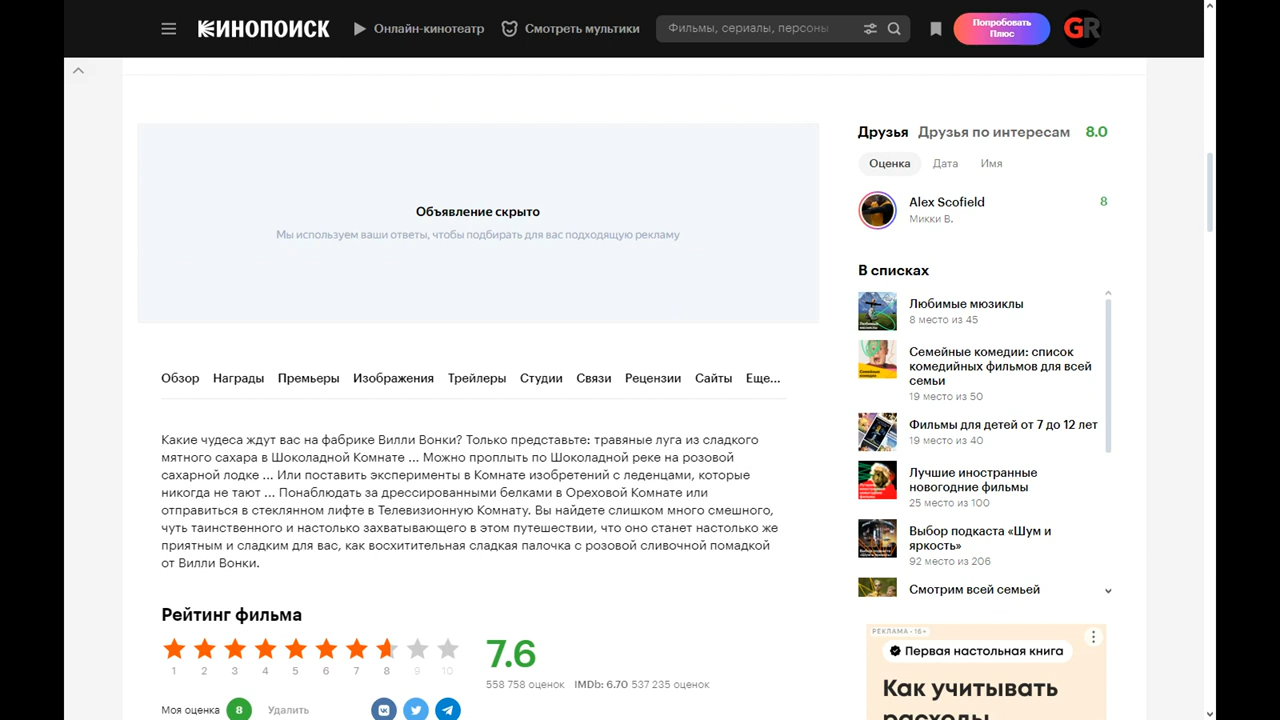 КИНОПОИСК
Онлайн-кинотеатр
Смотреть мультики
Фильмы, сериалы, персоны
Попробовать
Плюс
GR
Объявление скрыто
Мы используем ваши ответы, чтобы подбирать для вас подходящую рекламу
Обзор Награды Премьеры Изображения Трейлеры Студии Связи Рецензии Сайты Еще...
Какие чудеса ждут вас на фабрике Вилли Вонки? Только представьте: травяные луга из сладкого
мятного сахара в Шоколадной Комнате ... Можно проплыть по Шоколадной реке на розовой
сахарной лодке ... Или поставить эксперименты в Комнате изобретений с леденцами, которые
никогда не тают ... Понаблюдать за дрессированными белками в Ореховой Комнате или
отправиться в стеклянном лифте в Телевизионную Комнату. Вы найдете слишком много смешного,
чуть таинственного и настолько захватывающего в этом путешествии, что оно станет настолько же
приятным и сладким для вас, как восхитительная сладкая палочка с розовой сливочной помадкой
от Вилли Вонки.
Рейтинг фильма
1 2 3 4 5 6 7 8 9 10
7.6
558 758 оценок IMDb: 6.70 537 235 оценок
Моя оценка 8 Удалить
Друзья Друзья по интересам 8.0
Оценка Дата Имя
Alex Scofield 8
Микки В.
В списках
Любимые мюзиклы
8 место из 45
Семейные комедии: список
комедийных фильмов для всей
семьи
19 место из 50
Фильмы для детей от 7 до 12 лет
19 место из 40
Лучшие иностранные
новогодние фильмы
25 место из 100
Выбор подкаста «Шум и
яркость»
92 место из 206
Смотрим всей семьей
РЕКЛАМА • 16+
Первая настольная книга
Как учитывать
расходы